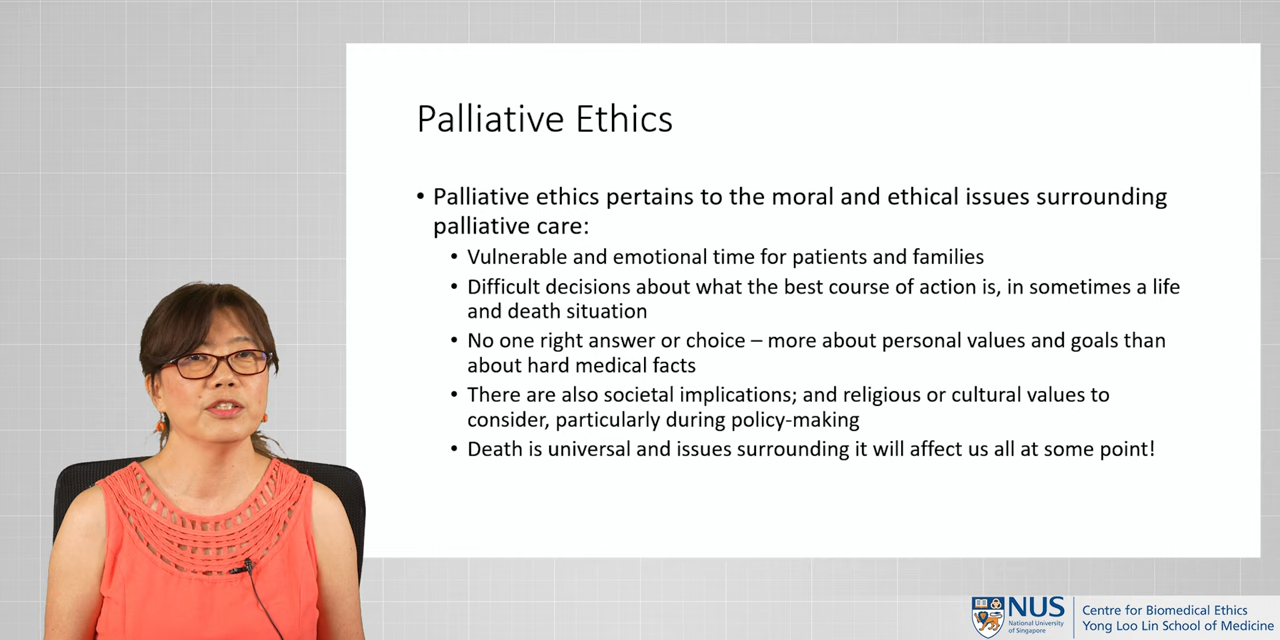 Palliative Ethics
• Palliative ethics pertains to the moral and ethical issues surrounding
palliative care:
• Vulnerable and emotional time for patients and families
• Difficult decisions about what the best course of action is, in sometimes a life
and death situation
• No one right answer or choice – more about personal values and goals than
about hard medical facts
• There are also societal implications; and religious or cultural values to
consider, particularly during policy-making
• Death is universal and issues surrounding it will affect us all at some point!
NUS
National University
of Singapore
Centre for Biomedical Ethics
Yong Loo Lin School of Medicine